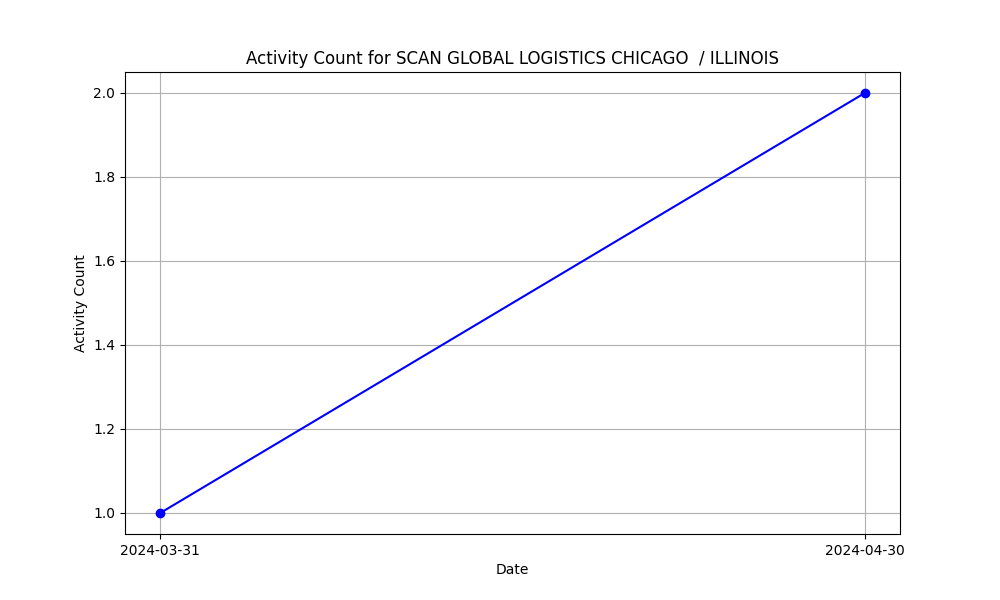 Activity Count for SCAN GLOBAL LOGISTICS CHICAGO  / ILLINOIS
2.0
1.8
1.6
1.4
1.2
1.0
Activity Count
2024-03-31
2024-04-30
Date